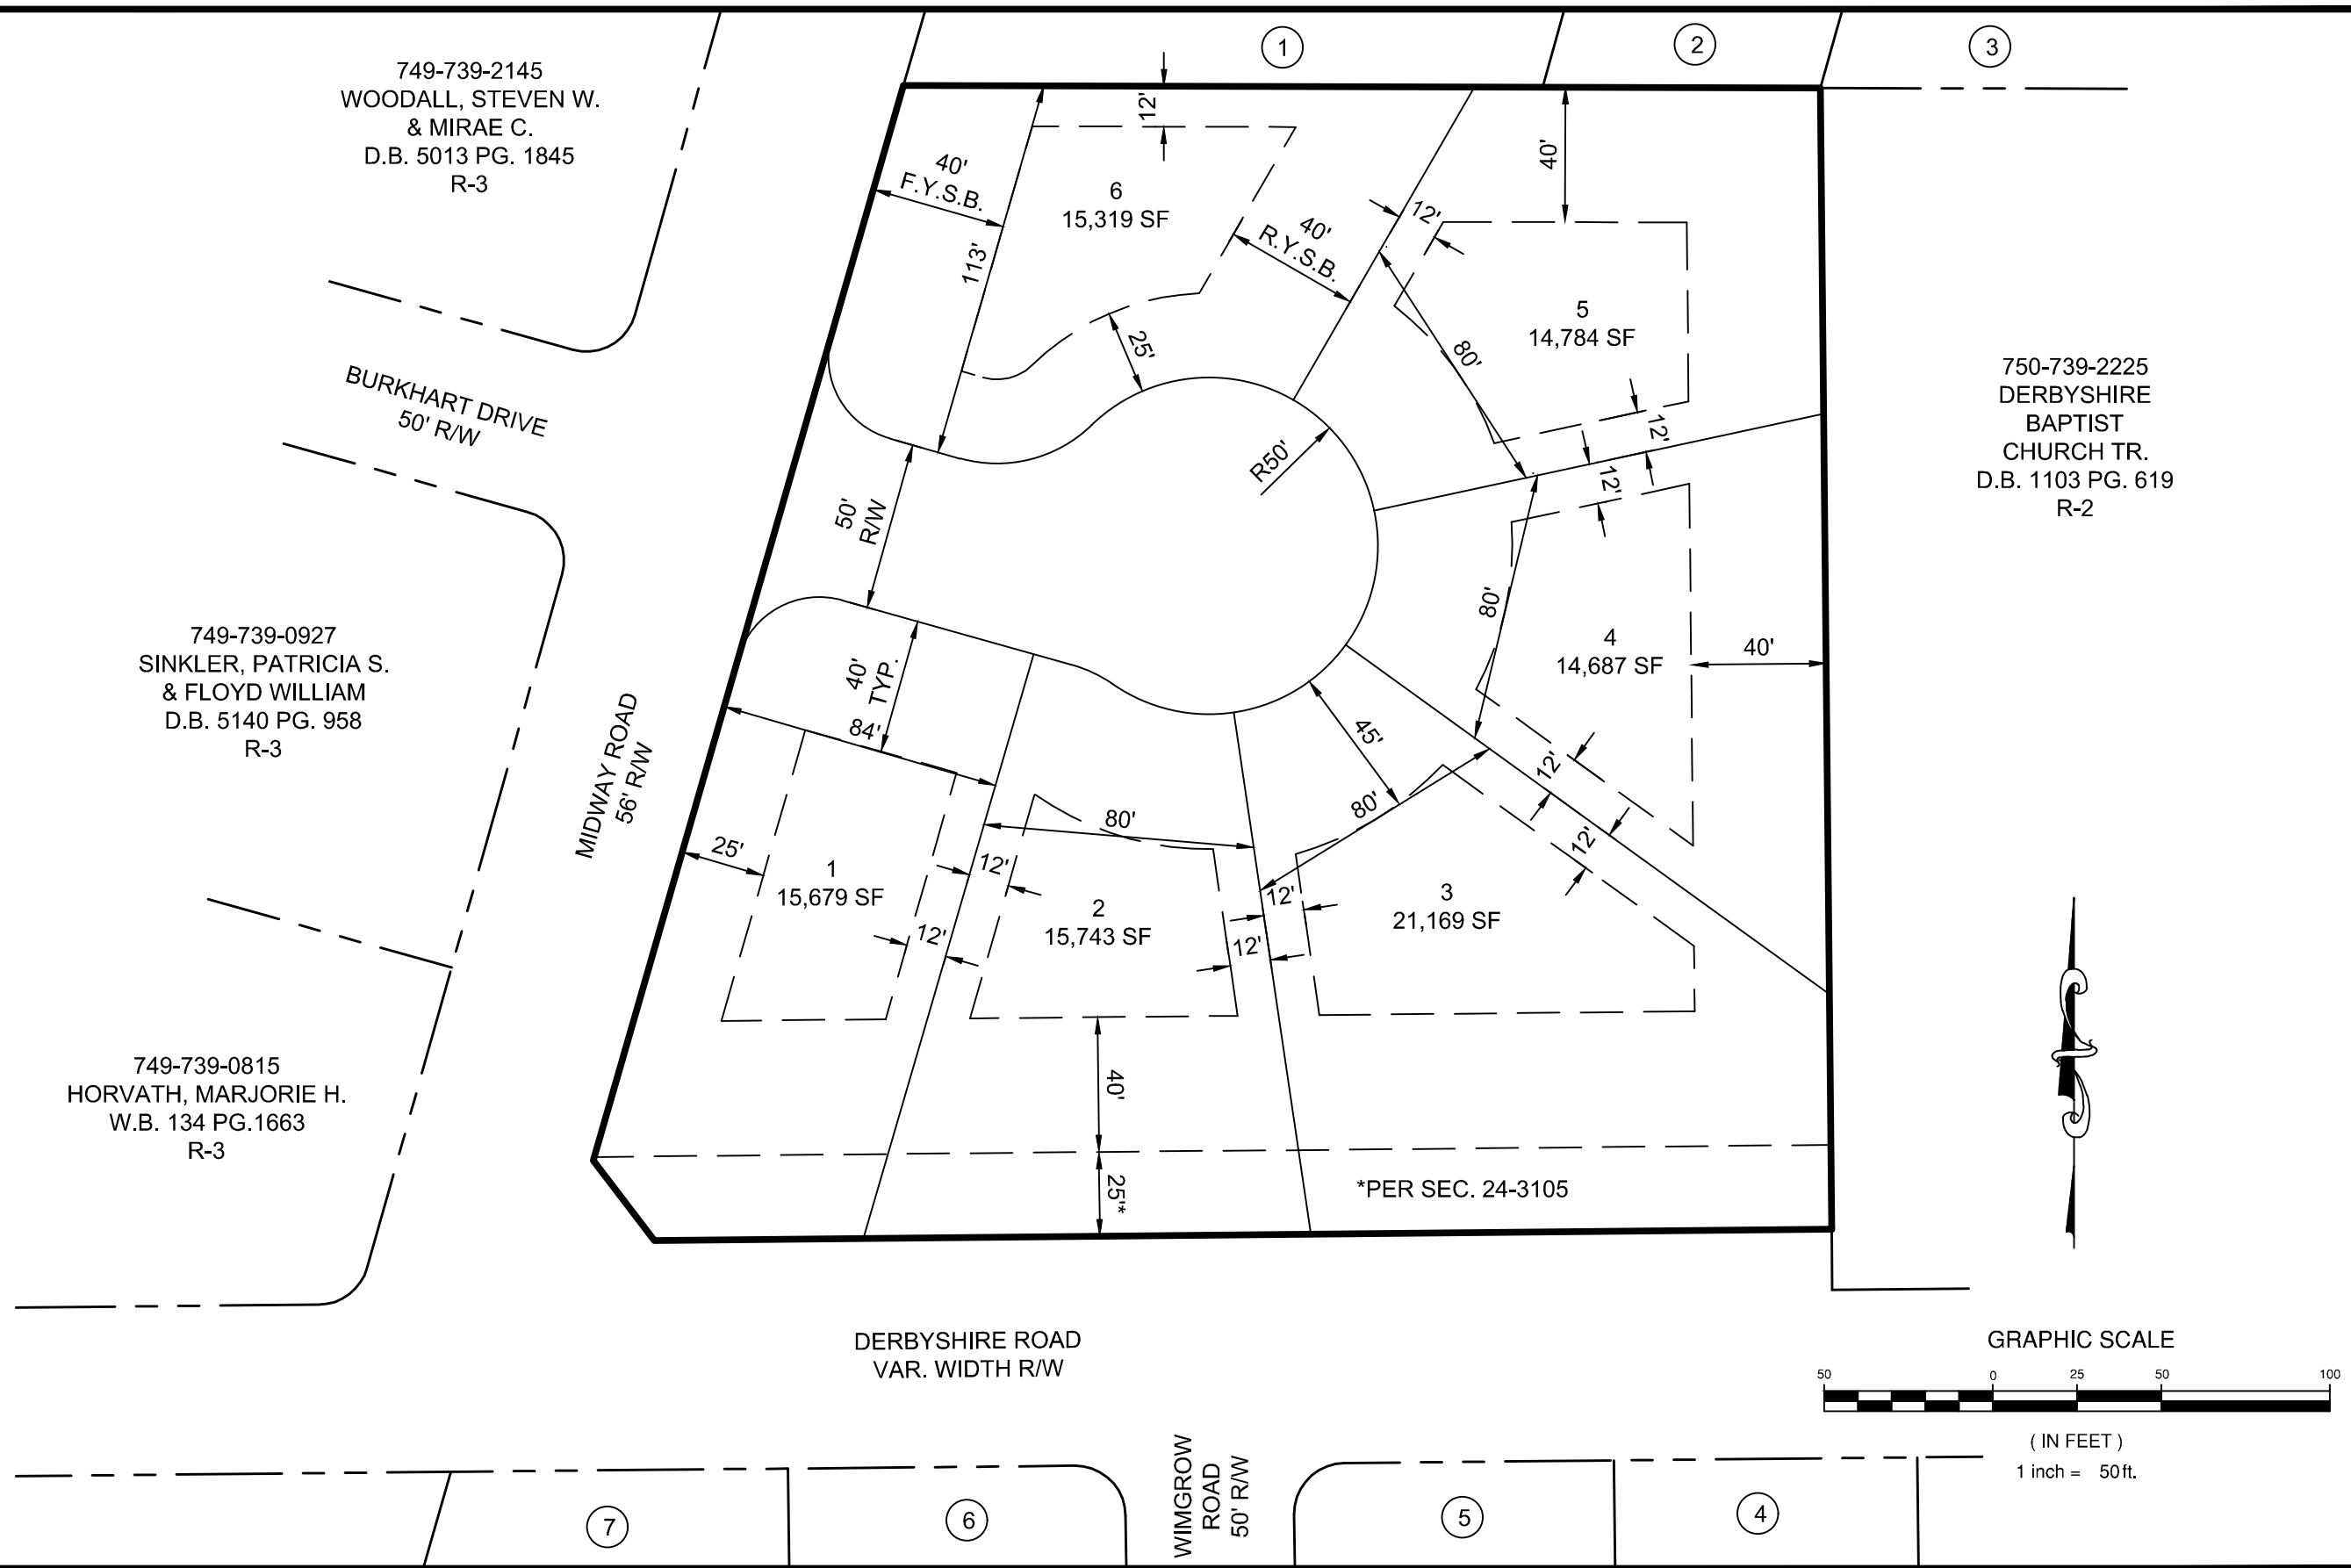 1
2
3
749-739-2145
WOODALL, STEVEN W.
& MIRAE C.
D.B. 5013 PG. 1845
R-3
12'
40'
F.Y.S.B.
113'
6
15,319 SF
40'
R.Y.S.B.
25'
12'
40'
5
14,784 SF
80'
12'
12'
R50'
BURKHART DRIVE
50' R/W
50'
R/W
750-739-2225
DERBYSHIRE
BAPTIST
CHURCH TR.
D.B. 1103 PG. 619
R-2
749-739-0927
SINKLER, PATRICIA S.
& FLOYD WILLIAM
D.B. 5140 PG. 958
R-3
MIDWAY ROAD
56' R/W
40'
TYP.
84'
80'
4
14,687 SF
40'
45'
12'
12'
80'
80'
25'
1
15,679 SF
12'
12'
2
15,743 SF
12'
12'
3
21,169 SF
749-739-0815
HORVATH, MARJORIE H.
W.B. 134 PG.1663
R-3
40'
25'*
*PER SEC. 24-3105
DERBYSHIRE ROAD
VAR. WIDTH R/W
GRAPHIC SCALE
50 0 25 50 100
( IN FEET )
1 inch = 50 ft.
WIMGROW
ROAD
50' R/W
7
6
5
4